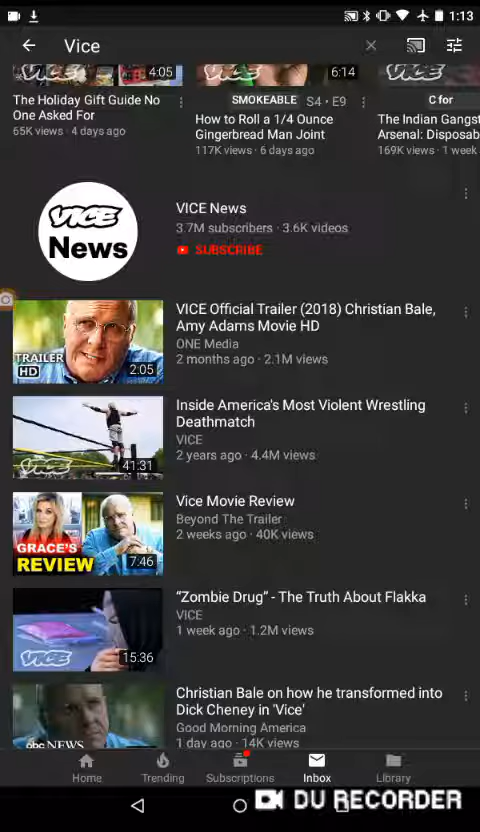 1:13
Vice
VICE
4:05
VICE
6:14
VICE
The Holiday Gift Guide No
One Asked For
65K views · 4 days ago
SMOKEABLE S4 • E9
How to Roll a 1/4 Ounce
Gingerbread Man Joint
117K views · 6 days ago
C for
The Indian Gangst
Arsenal: Disposab
169K views · 1 week
VICE
News
VICE News
3.7M subscribers · 3.6K videos
SUBSCRIBE
TRAILER
HD
2:05
VICE Official Trailer (2018) Christian Bale,
Amy Adams Movie HD
ONE Media
2 months ago · 2.1M views
VICE
41:31
Inside America's Most Violent Wrestling
Deathmatch
VICE
2 years ago · 4.4M views
GRACE'S
REVIEW
7:46
Vice Movie Review
Beyond The Trailer
2 weeks ago · 40K views
VICE
15:36
“Zombie Drug” - The Truth About Flakka
VICE
1 week ago · 1.2M views
abc NEWS
Christian Bale on how he transformed into
Dick Cheney in 'Vice'
Good Morning America
1 day ago · 14K views
Home
Trending
Subscriptions
Inbox
Library
DU RECORDER